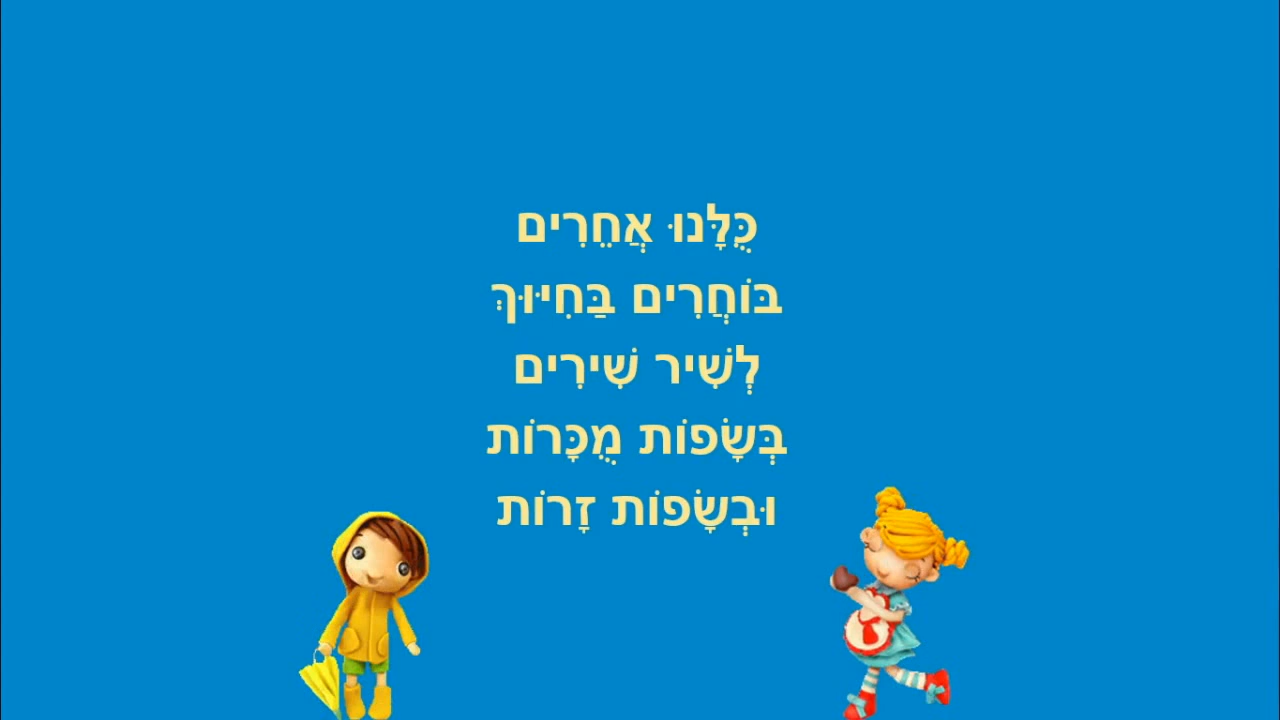 כֻּלָּנוּ אֲחֵרִים
בּוֹחֲרִים בַּחִיּוּךְ
לְשִׁיר שִׁירִים
בְּשָׂפוֹת מֻכָּרוֹת
וּבְשָׂפוֹת זָרוֹת